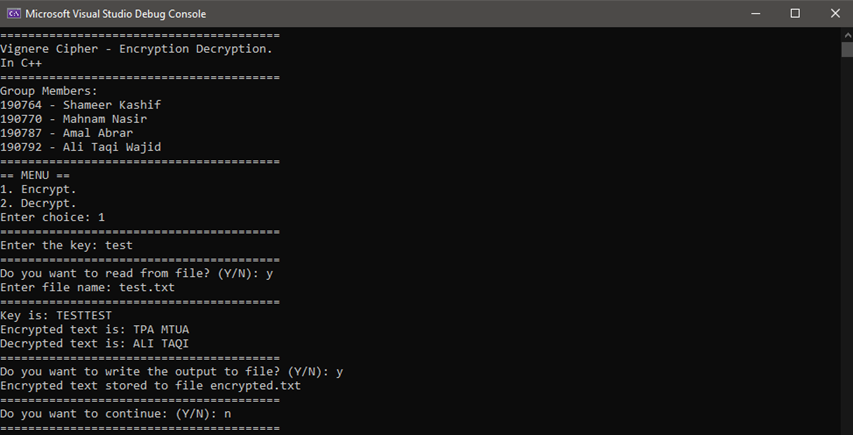 Microsoft Visual Studio Debug Console
========================================
Vignere Cipher - Encryption Decryption.
In C++
========================================
Group Members:
190764 - Shameer Kashif
190770 - Mahnam Nasir
190787 - Amal Abrar
190792 - Ali Taqi Wajid
========================================
== MENU ==
1. Encrypt.
2. Decrypt.
Enter choice: 1
========================================
Enter the key: test
========================================
Do you want to read from file? (Y/N): y
Enter file name: test.txt
========================================
Key is: TESTTEST
Encrypted text is: TPA MTUA
Decrypted text is: ALI TAQI
========================================
Do you want to write the output to file? (Y/N): y
Encrypted text stored to file encrypted.txt
========================================
Do you want to continue: (Y/N): n
========================================